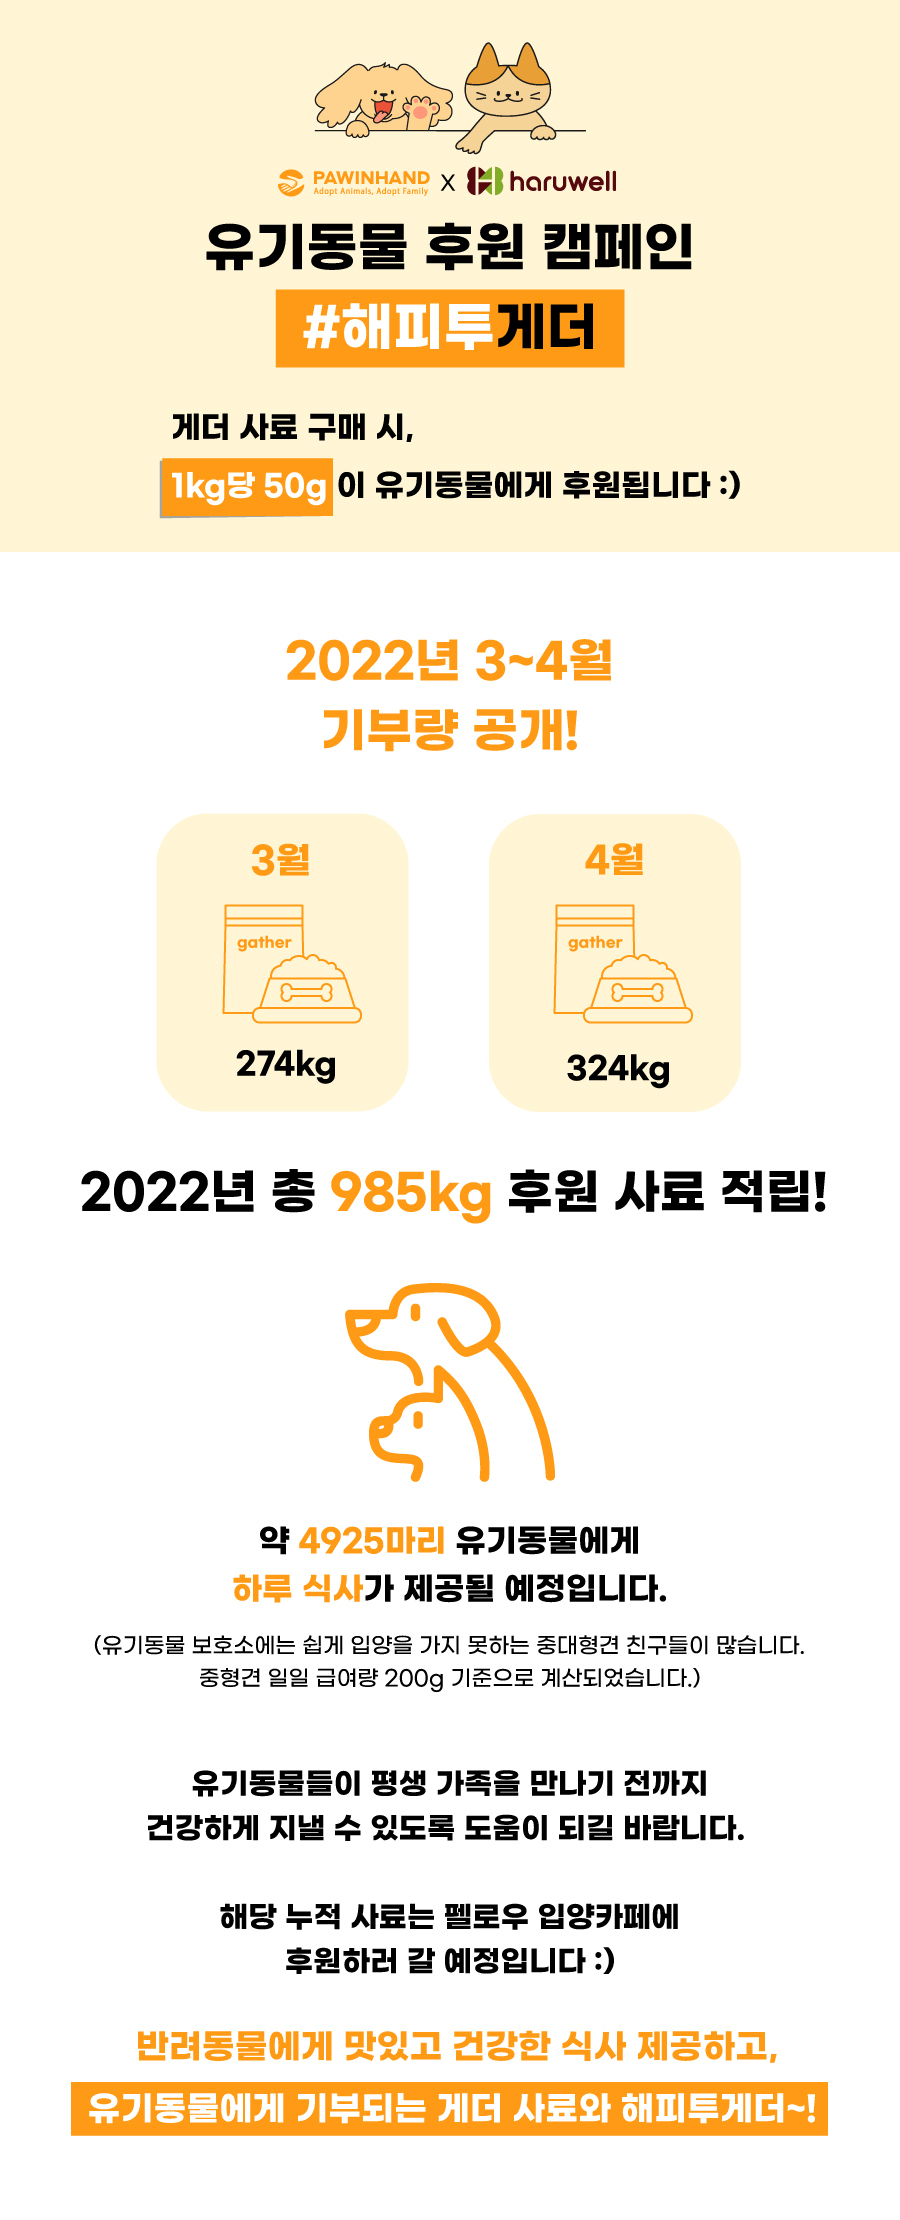 PAWINHAND
Adopt Animals, Adopt Family
X
haruwell
유기동물 후원 캠페인
#해피투게더
게더 사료 구매 시,
1kg당 50g 이 유기동물에게 후원됩니다 :)
2022년 3~4월
기부량 공개!
3월
gather
274kg
4월
gather
324kg
2022년 총 985kg 후원 사료 적립!
약 4925마리 유기동물에게
하루 식사가 제공될 예정입니다.
(유기동물 보호소에는 쉽게 입양을 가지 못하는 중대형견 친구들이 많습니다.
중형견 일일 급여량 200g 기준으로 계산되었습니다.)
유기동물들이 평생 가족을 만나기 전까지
건강하게 지낼 수 있도록 도움이 되길 바랍니다.
해당 누적 사료는 펠로우 입양카페에
후원하러 갈 예정입니다 :)
반려동물에게 맛있고 건강한 식사 제공하고,
유기동물에게 기부되는 게더 사료와 해피투게더~!